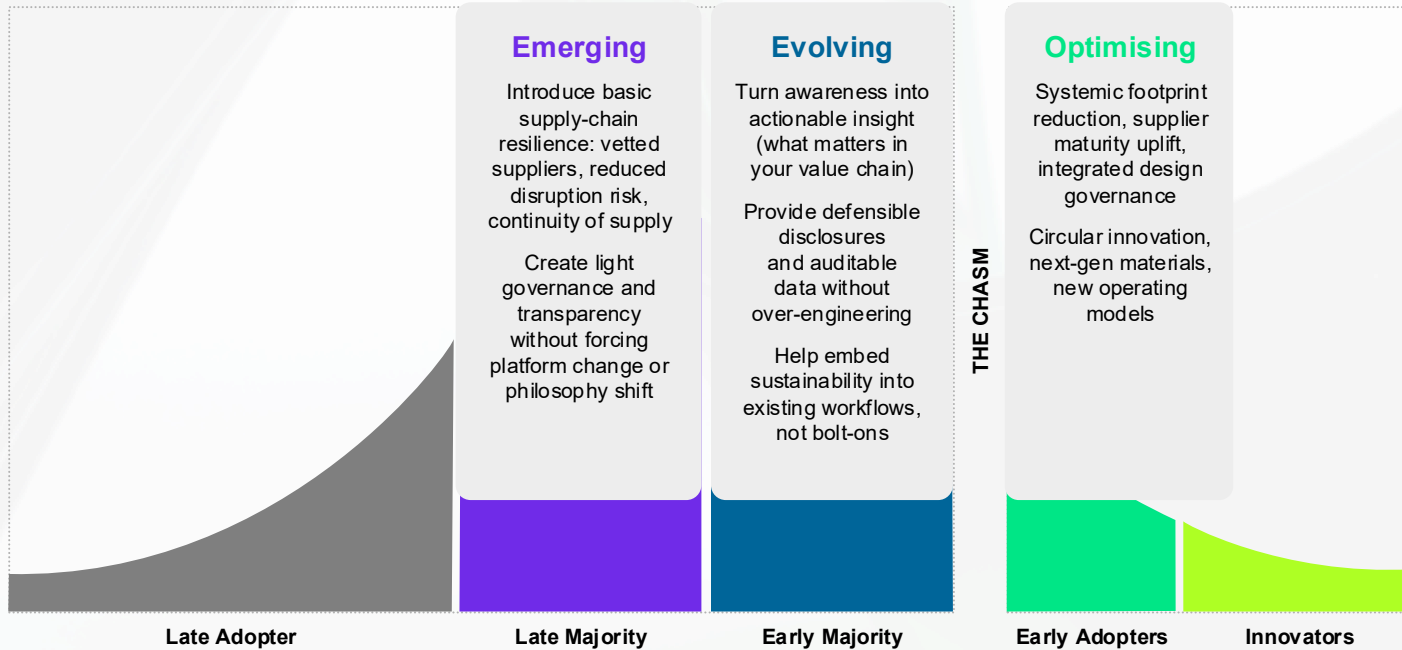 Emerging
Introduce basic
supply-chain
resilience: vetted
suppliers, reduced
disruption risk,
continuity of supply
Create light
governance and
transparency
without forcing
platform change or
philosophy shift
Evolving
Turn awareness into
actionable insight
(what matters in
your value chain)
Provide defensible
disclosures
and auditable
data without
over-engineering
Help embed
sustainability into
existing workflows,
not bolt-ons
THE CHASM
Optimising
Systemic footprint
reduction, supplier
maturity uplift,
integrated design
governance
Circular innovation,
next-gen materials,
new operating
models
Late Adopter
Late Majority
Early Majority
Early Adopters
Innovators